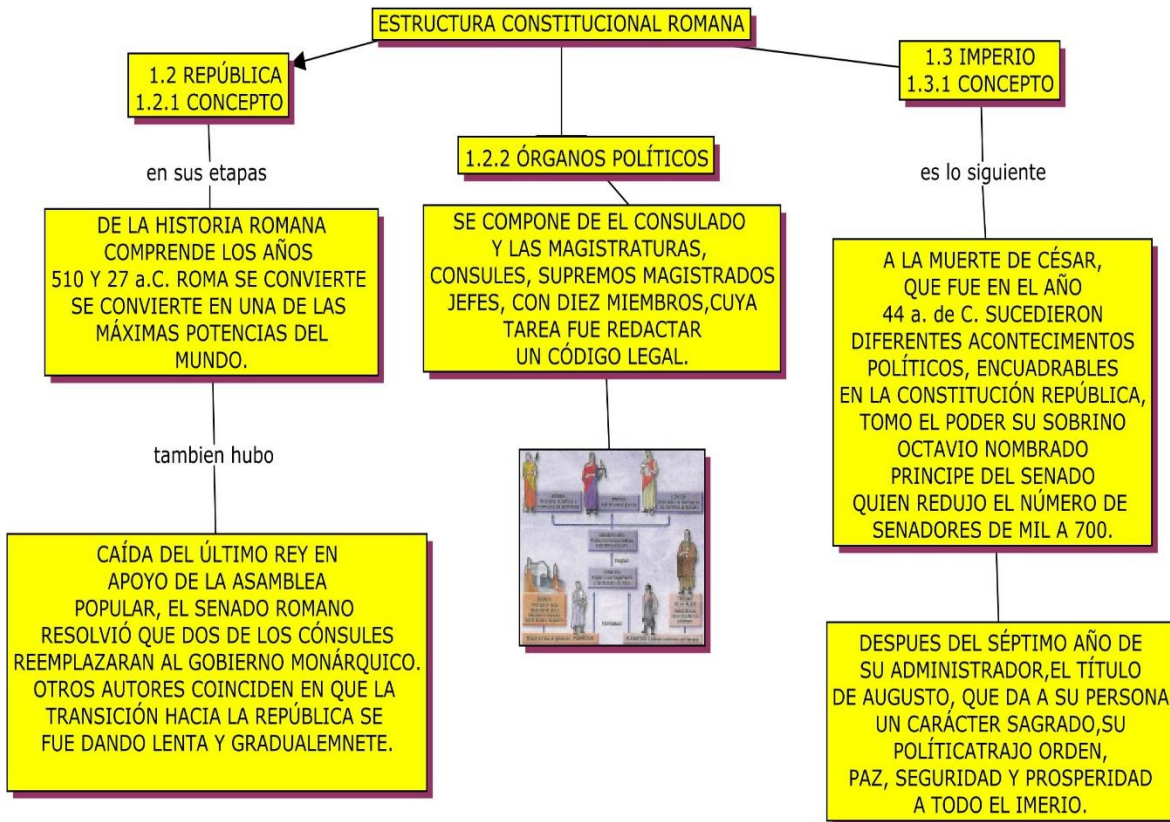 ESTRUCTURA CONSTITUCIONAL ROMANA
1.2 REPÚBLICA
1.2.1 CONCEPTO
en sus etapas
DE LA HISTORIA ROMANA
COMPRENDE LOS AÑOS
510 Y 27 a.C. ROMA SE CONVIERTE
SE CONVIERTE EN UNA DE LAS
MÁXIMAS POTENCIAS DEL
MUNDO.
tambien hubo
CAÍDA DEL ÚLTIMO REY EN
APOYO DE LA ASAMBLEA
POPULAR, EL SENADO ROMANO
RESOLVIÓ QUE DOS DE LOS CÓNSULES
REEMPLAZARAN AL GOBIERNO MONÁRQUICO.
OTROS AUTORES COINCIDEN EN QUE LA
TRANSICIÓN HACIA LA REPÚBLICA SE
FUE DANDO LENTA Y GRADUALEMNETE.
1.2.2 ÓRGANOS POLÍTICOS
SE COMPONE DE EL CONSULADO
Y LAS MAGISTRATURAS,
CONSULES, SUPREMOS MAGISTRADOS
JEFES, CON DIEZ MIEMBROS,CUYA
TAREA FUE REDACTAR
UN CÓDIGO LEGAL.
1.3 IMPERIO
1.3.1 CONCEPTO
es lo siguiente
A LA MUERTE DE CÉSAR,
QUE FUE EN EL AÑO
44 a. de C. SUCEDIERON
DIFERENTES ACONTECIMENTOS
POLÍTICOS, ENCUADRABLES
EN LA CONSTITUCIÓN REPÚBLICA,
TOMO EL PODER SU SOBRINO
OCTAVIO NOMBRADO
PRINCIPE DEL SENADO
QUIEN REDUJO EL NÚMERO DE
SENADORES DE MIL A 700.
DESPUES DEL SÉPTIMO AÑO DE
SU ADMINISTRADOR,EL TÍTULO
DE AUGUSTO, QUE DA A SU PERSONA
UN CARÁCTER SAGRADO,SU
POLÍTICATRAJO ORDEN,
PAZ, SEGURIDAD Y PROSPERIDAD
A TODO EL IMERIO.